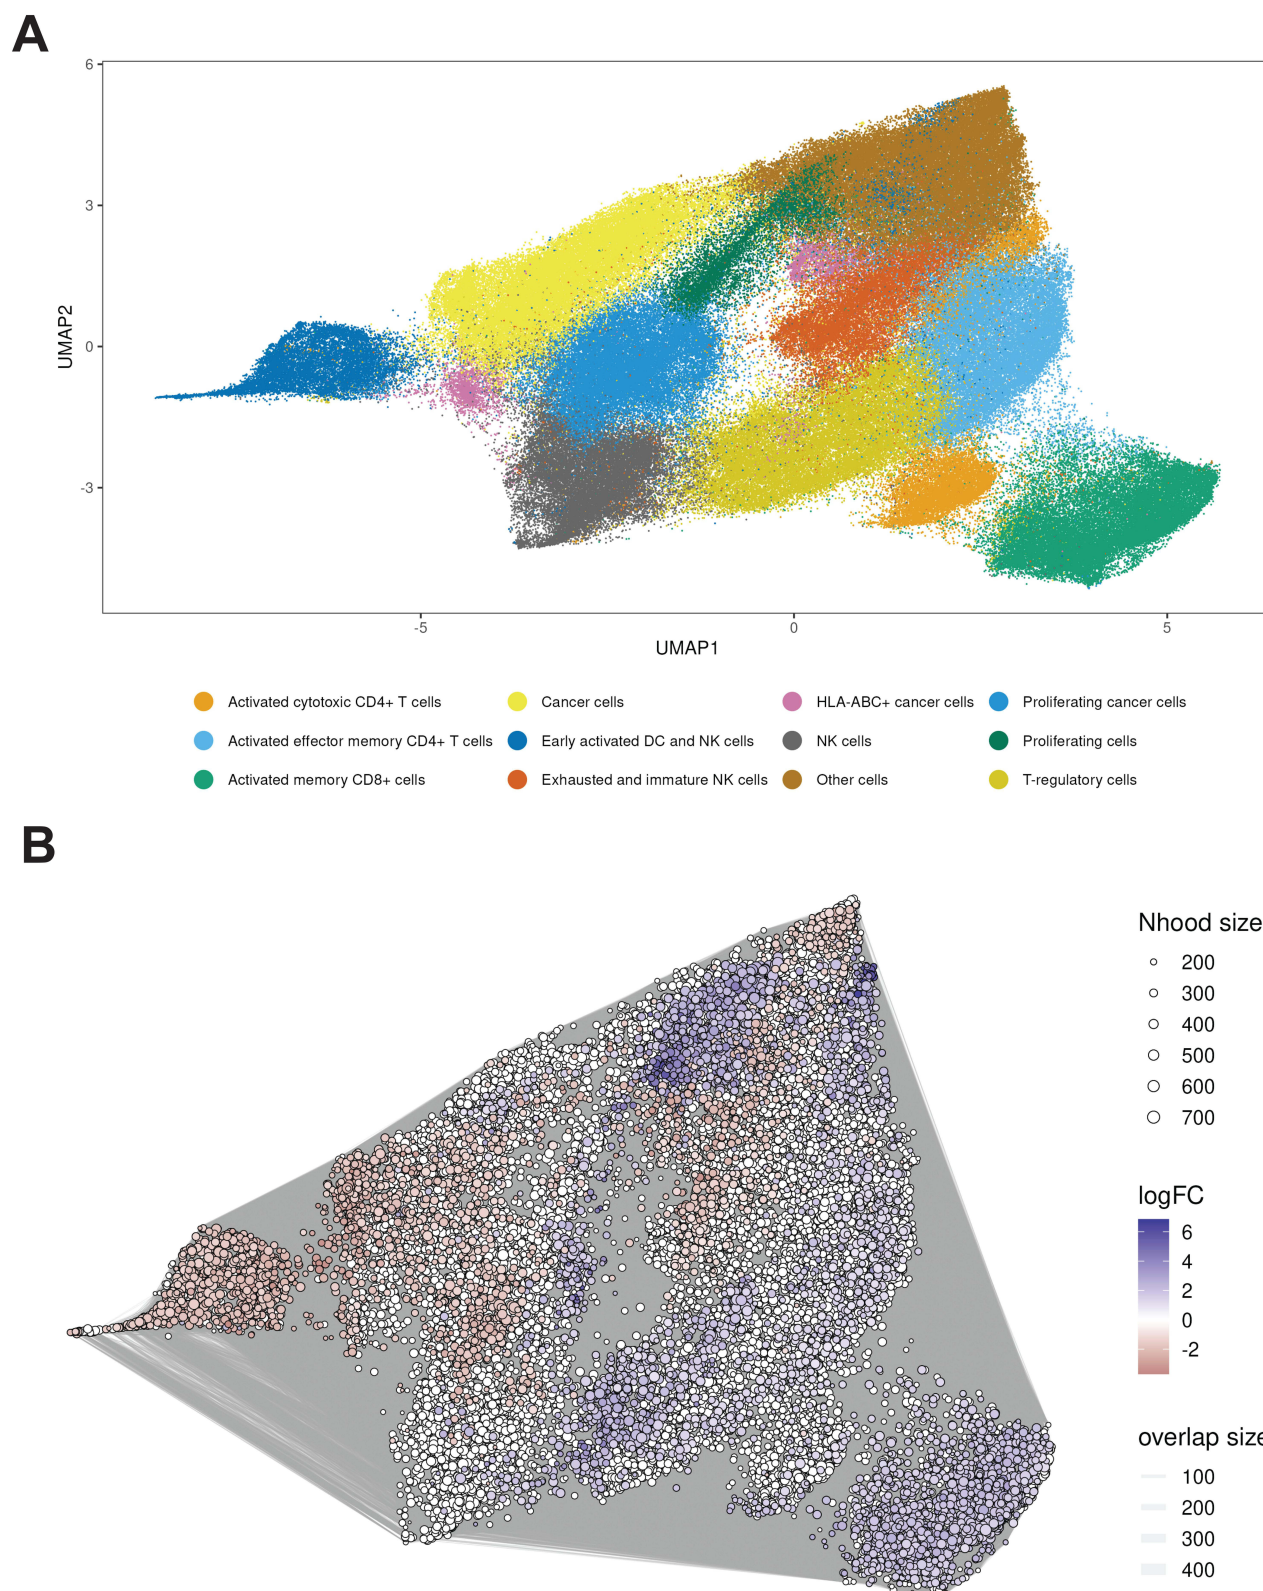 A
6
3
0
-3
UMAP2
-5
0
5
UMAP1
Activated cytotoxic CD4+ T cells
Cancer cells
HLA-ABC+ cancer cells
Proliferating cancer cells
Activated effector memory CD4+ T cells
Early activated DC and NK cells
NK cells
Proliferating cells
Activated memory CD8+ cells
Exhausted and immature NK cells
Other cells
T-regulatory cells
B
Nhood size
200
300
400
500
600
700
logFC
6
4
2
0
-2
overlap size
100
200
300
400